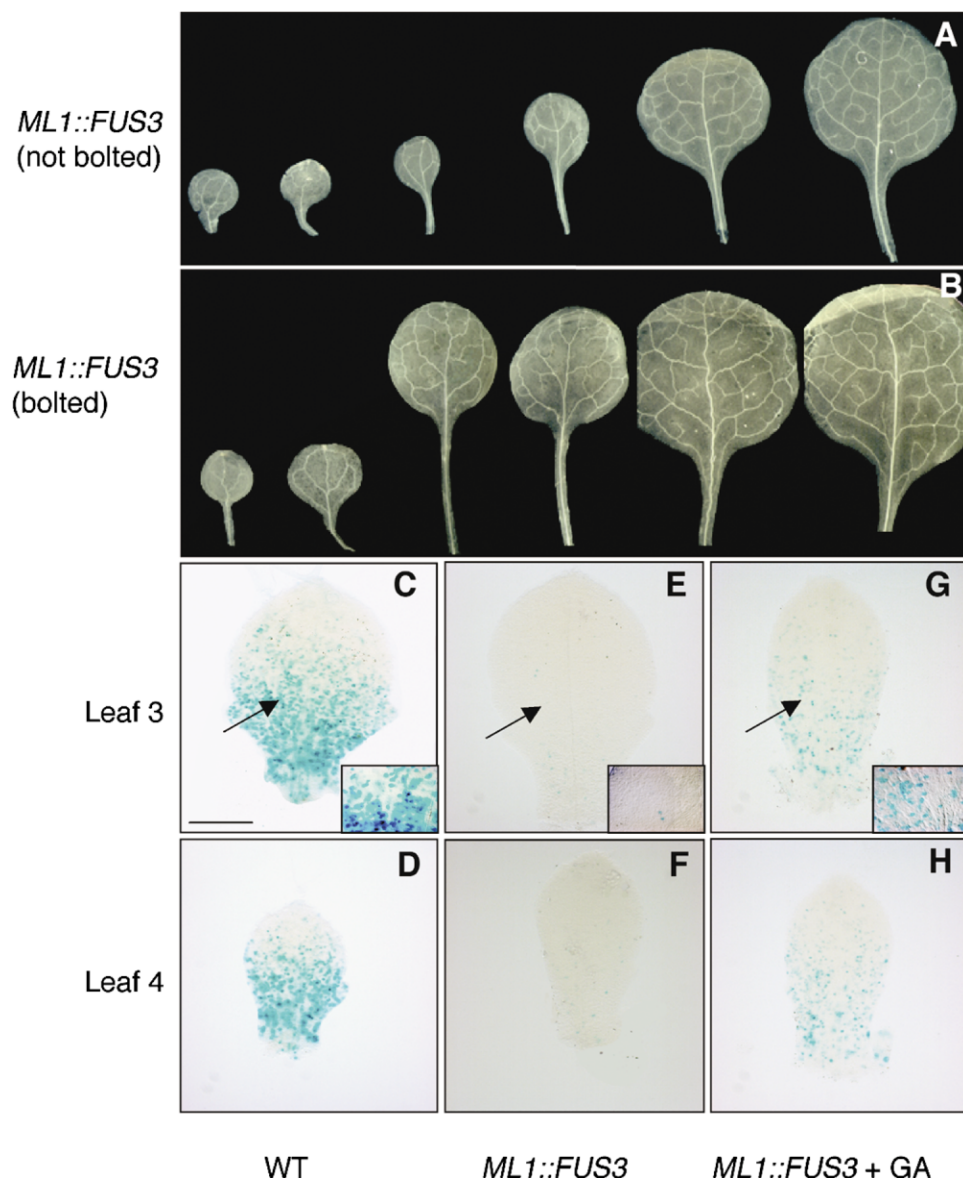 A
ML1::FUS3
(not bolted)
B
ML1::FUS3
(bolted)
C
E
G
Leaf 3
D
F
H
Leaf 4
WT
ML1::FUS3
ML1::FUS3 + GA